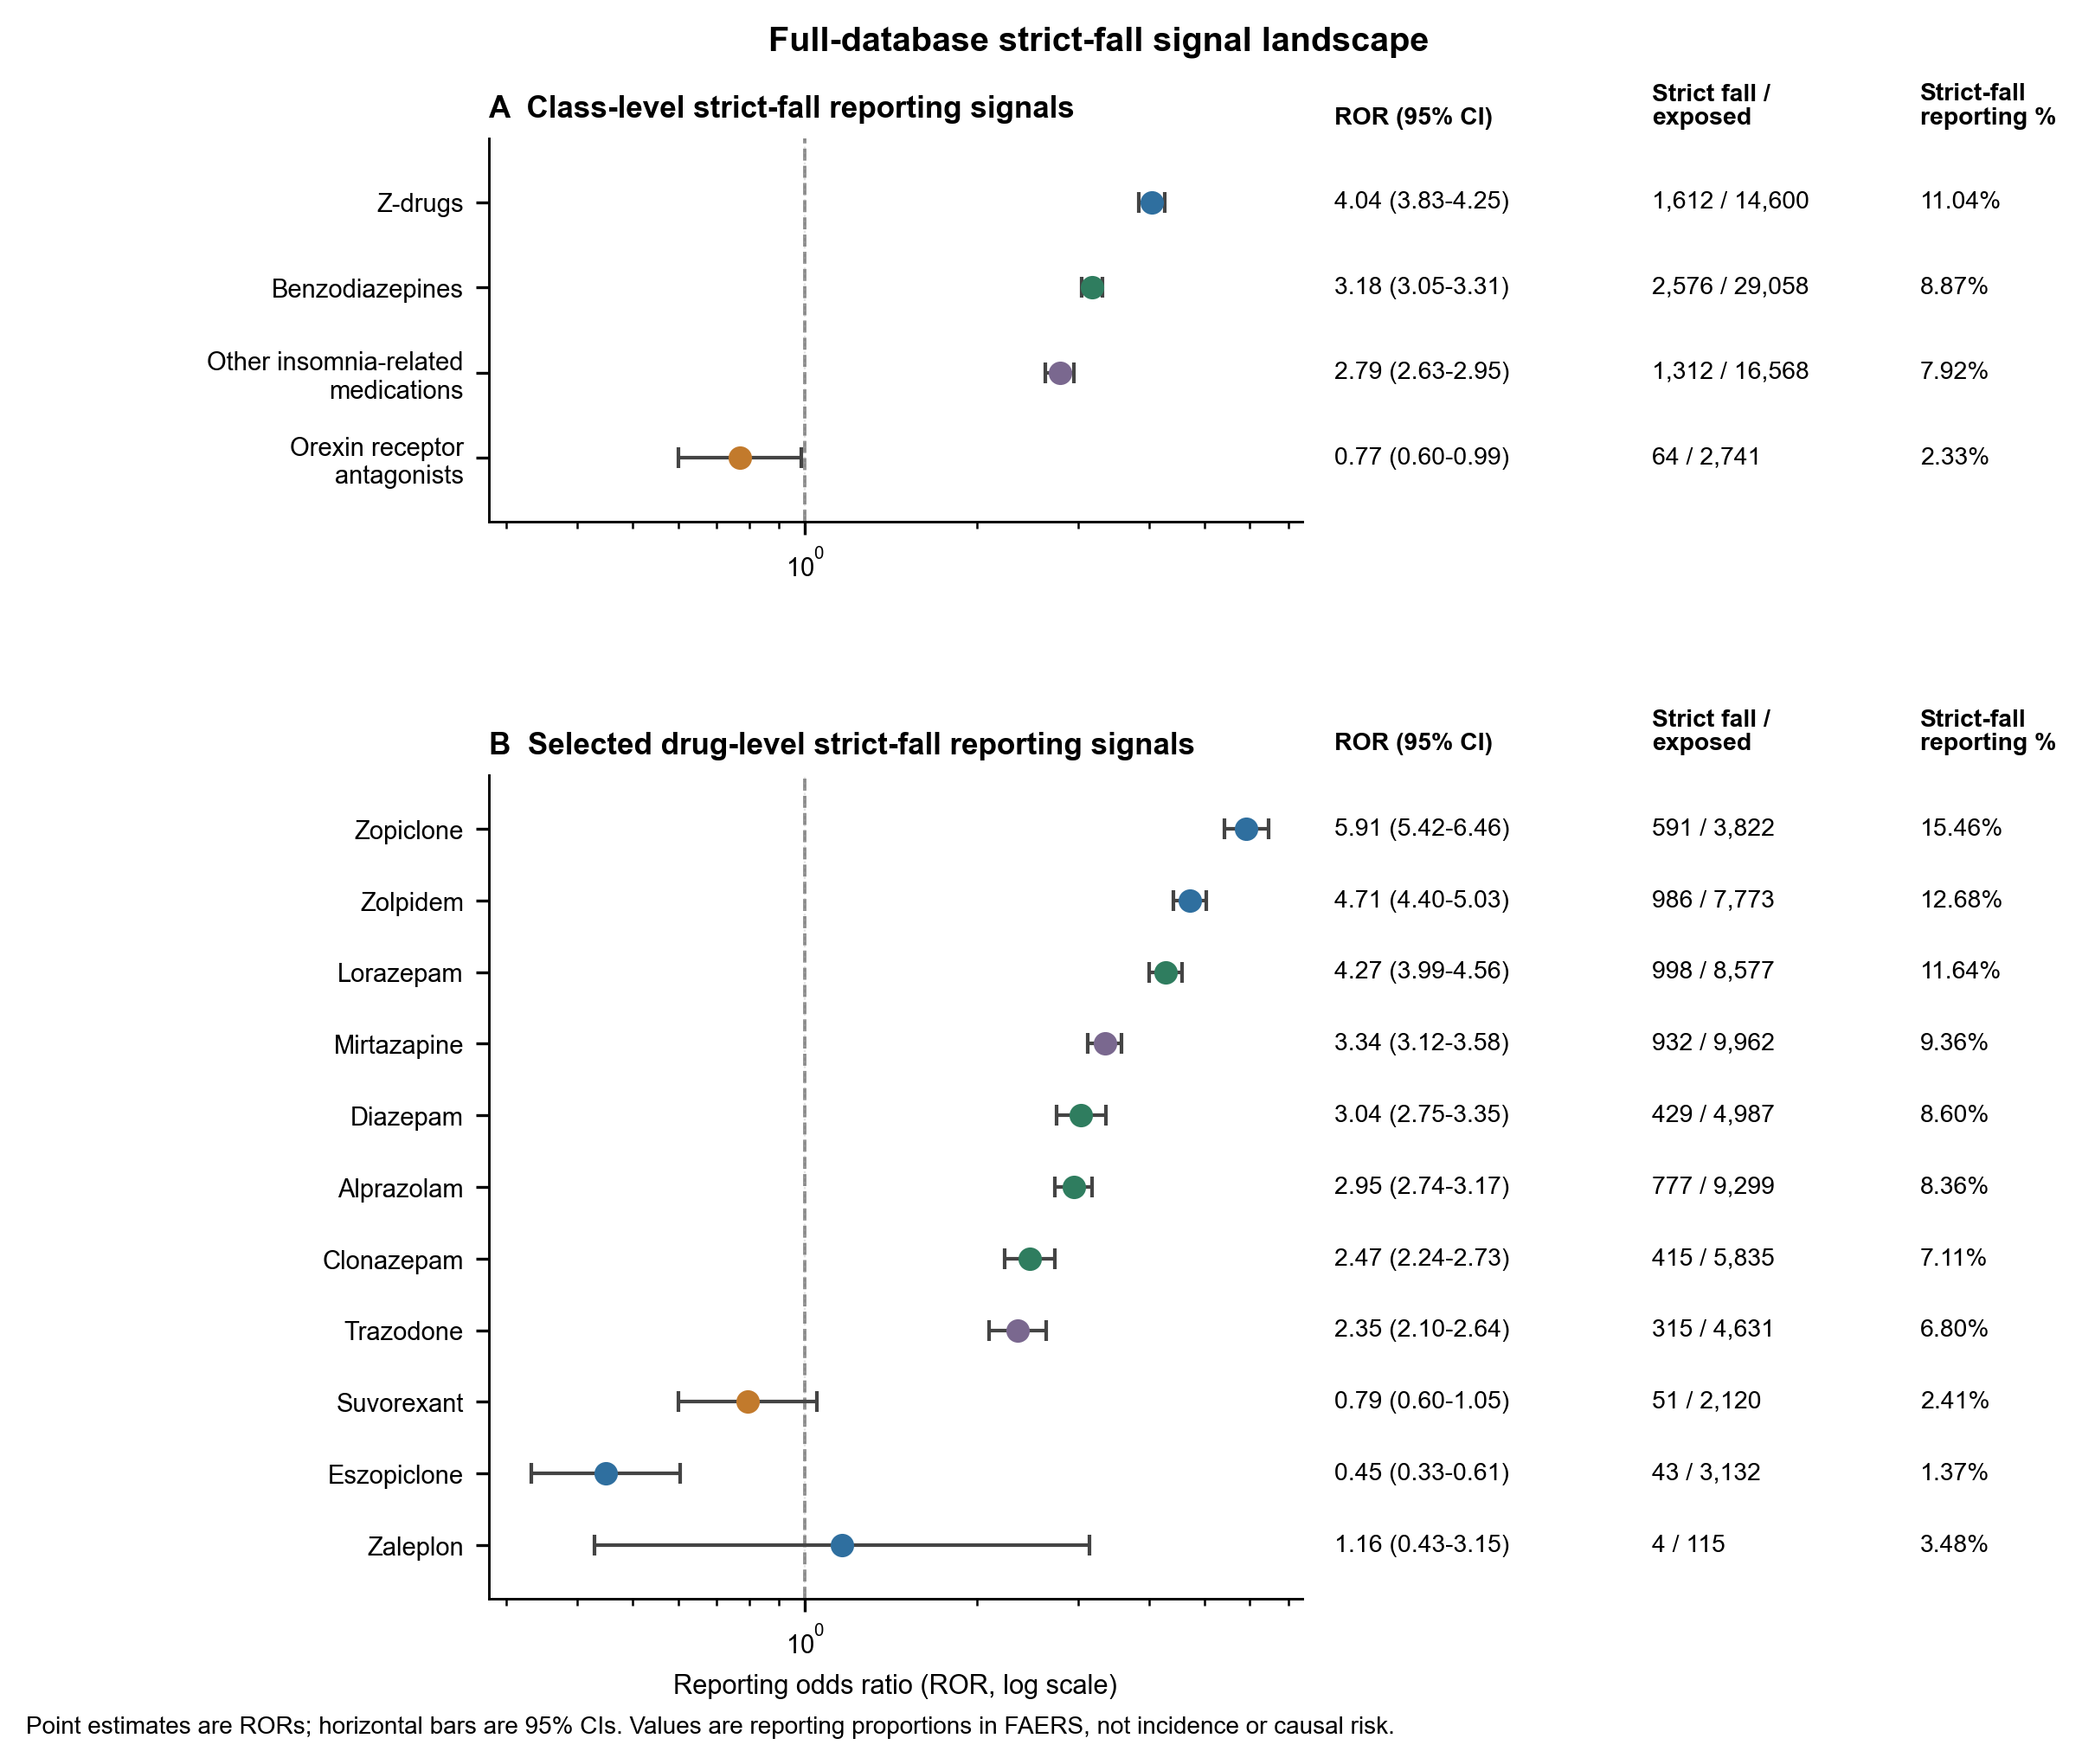 Full-database strict-fall signal landscape
A Class-level strict-fall reporting signals
ROR (95% CI)
Strict fall /
exposed
Strict-fall
reporting %
Z-drugs
4.04 (3.83-4.25)
1,612 / 14,600
11.04%
Benzodiazepines
3.18 (3.05-3.31)
2,576 / 29,058
8.87%
Other insomnia-related
medications
2.79 (2.63-2.95)
1,312 / 16,568
7.92%
Orexin receptor
antagonists
0.77 (0.60-0.99)
64 / 2,741
2.33%
10^0
B Selected drug-level strict-fall reporting signals
ROR (95% CI)
Strict fall /
exposed
Strict-fall
reporting %
Zopiclone
5.91 (5.42-6.46)
591 / 3,822
15.46%
Zolpidem
4.71 (4.40-5.03)
986 / 7,773
12.68%
Lorazepam
4.27 (3.99-4.56)
998 / 8,577
11.64%
Mirtazapine
3.34 (3.12-3.58)
932 / 9,962
9.36%
Diazepam
3.04 (2.75-3.35)
429 / 4,987
8.60%
Alprazolam
2.95 (2.74-3.17)
777 / 9,299
8.36%
Clonazepam
2.47 (2.24-2.73)
415 / 5,835
7.11%
Trazodone
2.35 (2.10-2.64)
315 / 4,631
6.80%
Suvorexant
0.79 (0.60-1.05)
51 / 2,120
2.41%
Eszopiclone
0.45 (0.33-0.61)
43 / 3,132
1.37%
Zaleplon
1.16 (0.43-3.15)
4 / 115
3.48%
10^0
Reporting odds ratio (ROR, log scale)
Point estimates are RORs; horizontal bars are 95% CIs. Values are reporting proportions in FAERS, not incidence or causal risk.